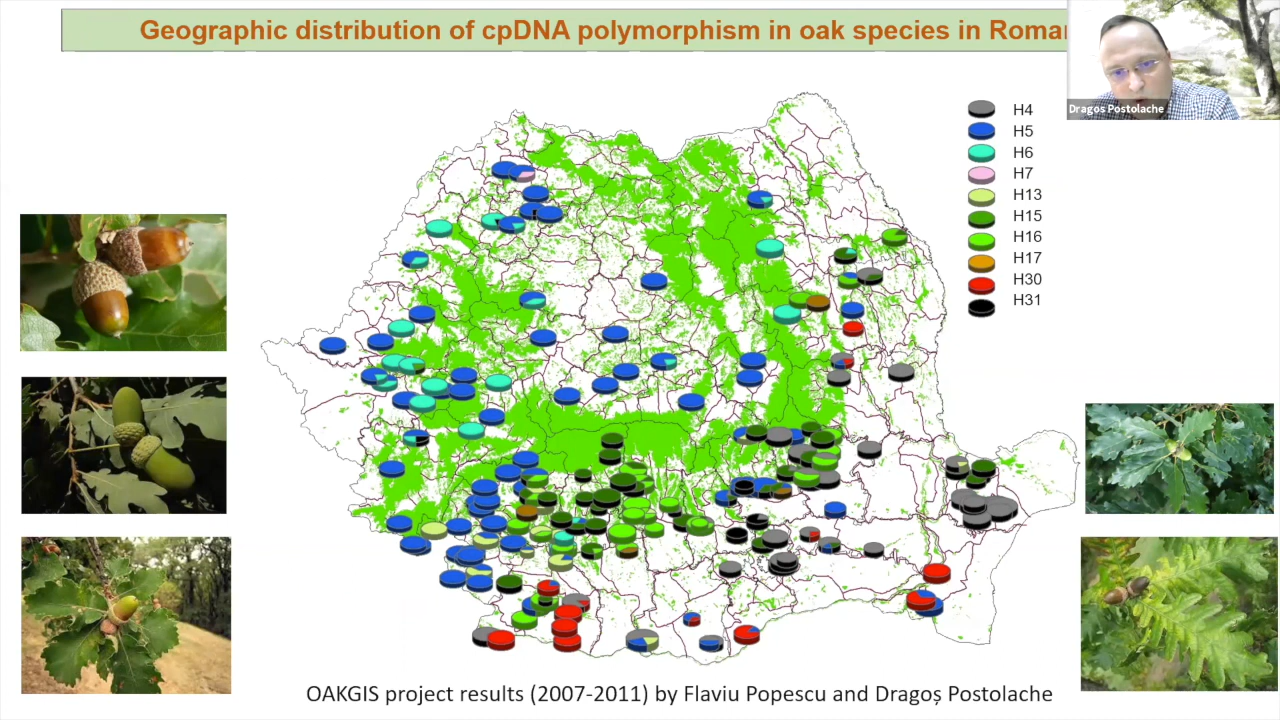 Geographic distribution of cpDNA polymorphism in oak species in
Dragos Postolache
H4
H5
H6
H7
H13
H15
H16
H17
H30
H31
OAKGIS project results (2007-2011) by Flaviu Popescu and Dragoș Postolache